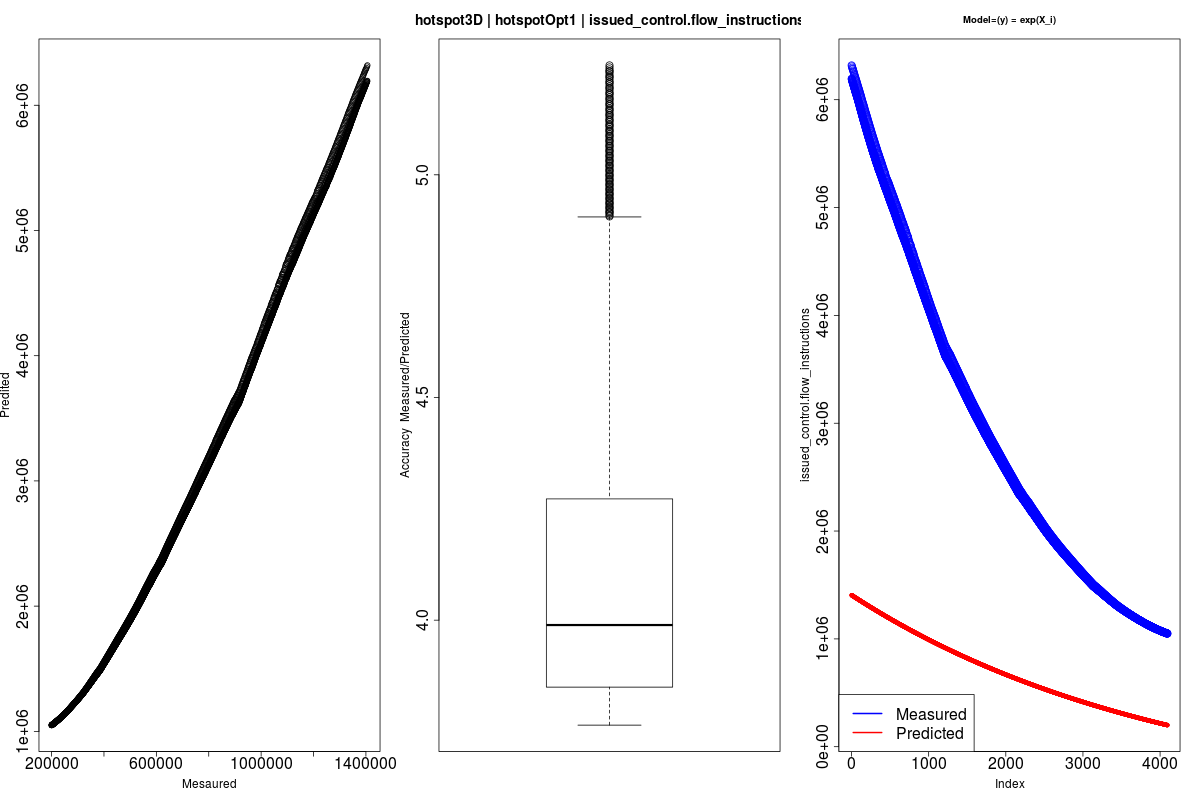 hotspot3D | hotspotOpt1 | issued_control.flow_instructions
Model=(y) = exp(X_i)
Predited
1e+06
2e+06
3e+06
4e+06
5e+06
6e+06
200000
600000
1000000
1400000
Mesaured
Accuracy Measured/Predicted
4.0
4.5
5.0
issued_control.flow_instructions
0e+00
1e+06
2e+06
3e+06
4e+06
5e+06
6e+06
Measured
Predicted
0
1000
2000
3000
4000
Index